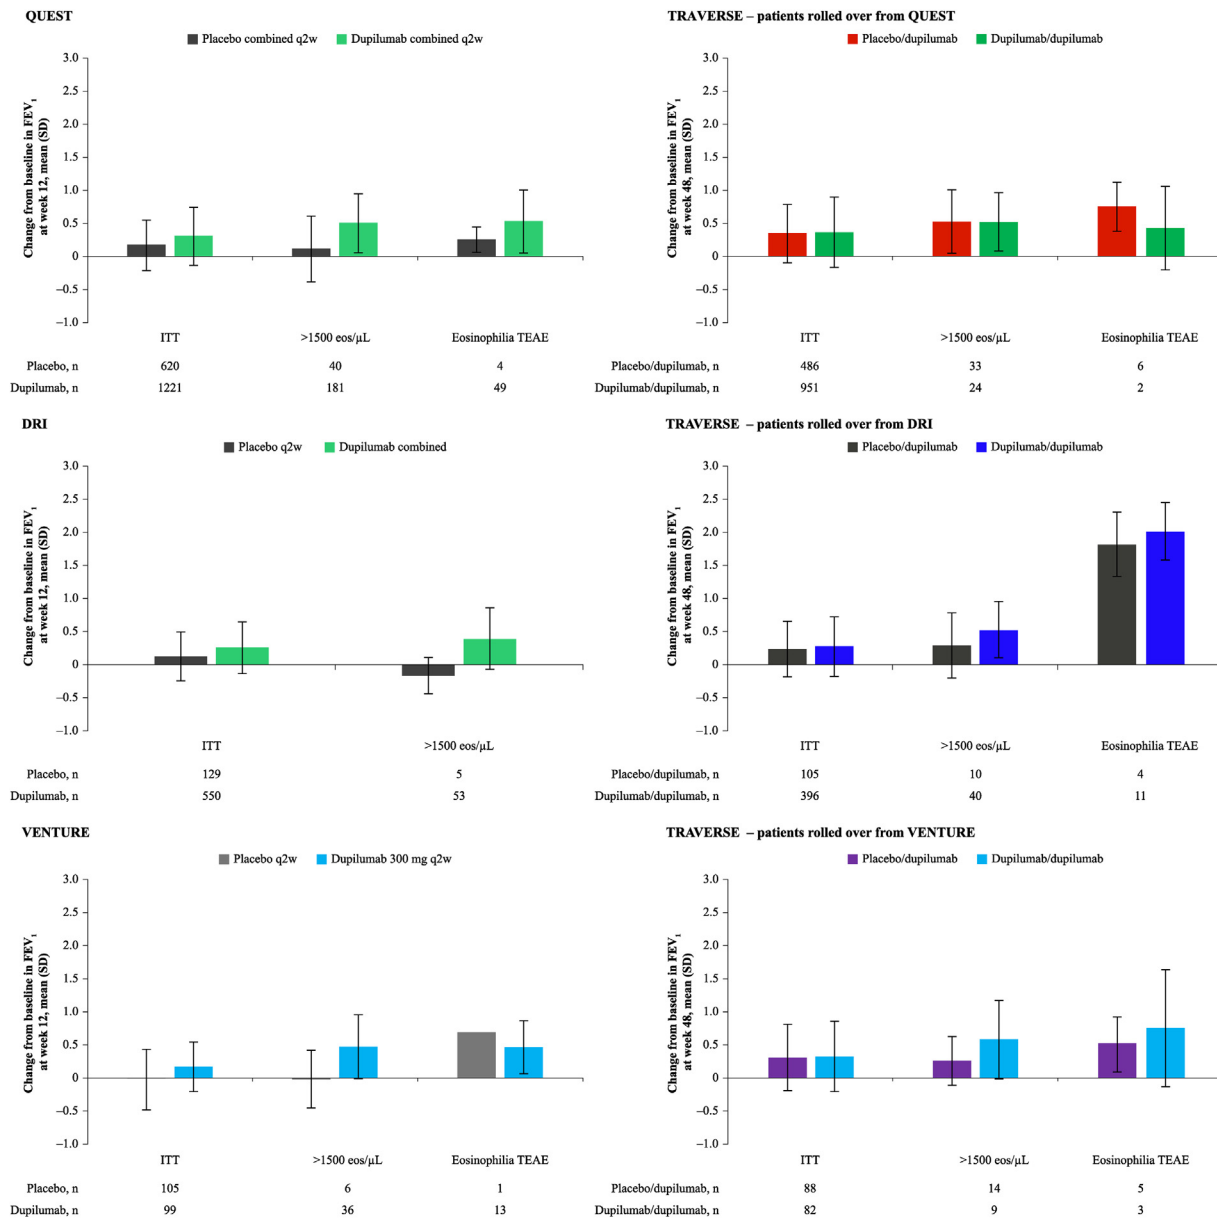 QUEST
Placebo combined q2w Dupilumab combined q2w
Change from baseline in FEV1
at week 12, mean (SD)
3.0
2.5
2.0
1.5
1.0
0.5
0
–0.5
–1.0
ITT >1500 eos/µL Eosinophilia TEAE
Placebo, n 620 40 4
Dupilumab, n 1221 181 49
TRAVERSE – patients rolled over from QUEST
Placebo/dupilumab Dupilumab/dupilumab
Change from baseline in FEV1
at week 48, mean (SD)
3.0
2.5
2.0
1.5
1.0
0.5
0
–0.5
–1.0
ITT >1500 eos/µL Eosinophilia TEAE
Placebo/dupilumab, n 486 33 6
Dupilumab/dupilumab, n 951 24 2
DRI
Placebo q2w Dupilumab combined
Change from baseline in FEV1
at week 12, mean (SD)
3.0
2.5
2.0
1.5
1.0
0.5
0
–0.5
–1.0
ITT >1500 eos/µL
Placebo, n 129 5
Dupilumab, n 550 53
TRAVERSE – patients rolled over from DRI
Placebo/dupilumab Dupilumab/dupilumab
Change from baseline in FEV1
at week 48, mean (SD)
3.0
2.5
2.0
1.5
1.0
0.5
0
–0.5
–1.0
ITT >1500 eos/µL Eosinophilia TEAE
Placebo/dupilumab, n 105 10 4
Dupilumab/dupilumab, n 396 40 11
VENTURE
Placebo q2w Dupilumab 300 mg q2w
Change from baseline in FEV1
at week 12, mean (SD)
3.0
2.5
2.0
1.5
1.0
0.5
0
–0.5
–1.0
ITT >1500 eos/µL Eosinophilia TEAE
Placebo, n 105 6 1
Dupilumab, n 99 36 13
TRAVERSE – patients rolled over from VENTURE
Placebo/dupilumab Dupilumab/dupilumab
Change from baseline in FEV1
at week 48, mean (SD)
3.0
2.5
2.0
1.5
1.0
0.5
0
–0.5
–1.0
ITT >1500 eos/µL Eosinophilia TEAE
Placebo/dupilumab, n 88 14 5
Dupilumab/dupilumab, n 82 9 3